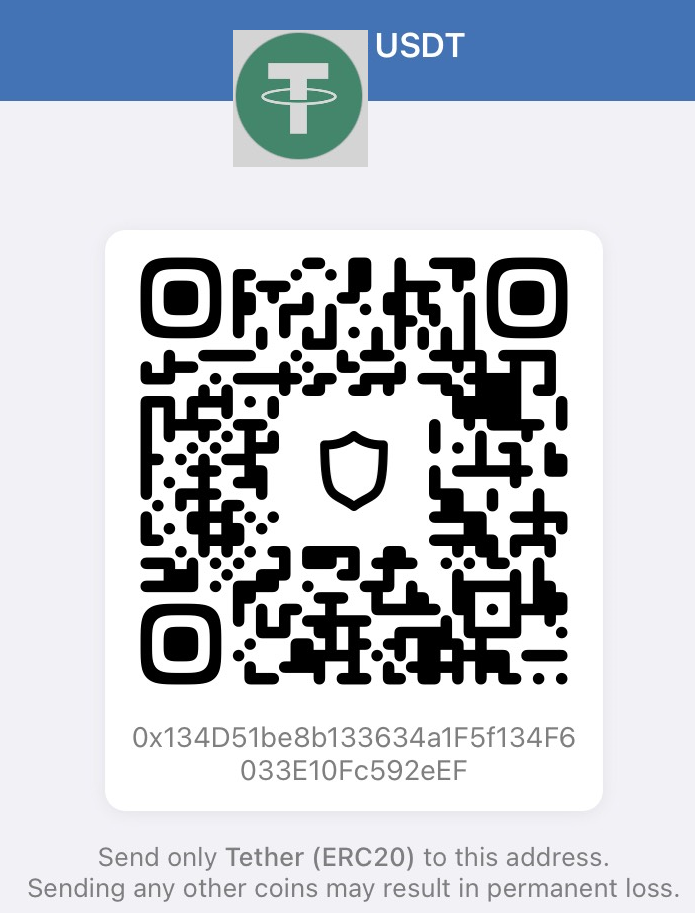 USDT
0x134D51be8b133634a1F5f134F6
033E10Fc592eEF
Send only Tether (ERC20) to this address.
Sending any other coins may result in permanent loss.